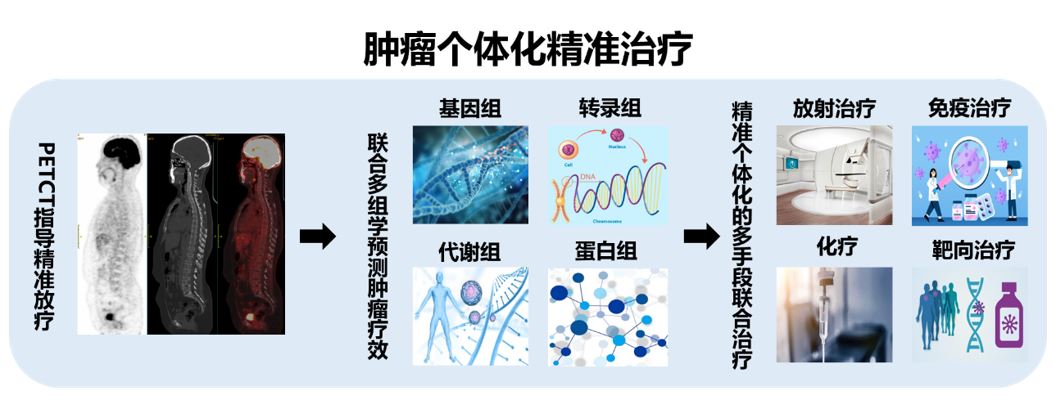 肿瘤个体化精准治疗
PETCT指导精准放疗
联合多组学预测肿瘤疗效
基因组
转录组
Cell
Nucleus
DNA
Chromosome
代谢组
蛋白组
精准个体化的多手段联合治疗
放射治疗
免疫治疗
化疗
靶向治疗